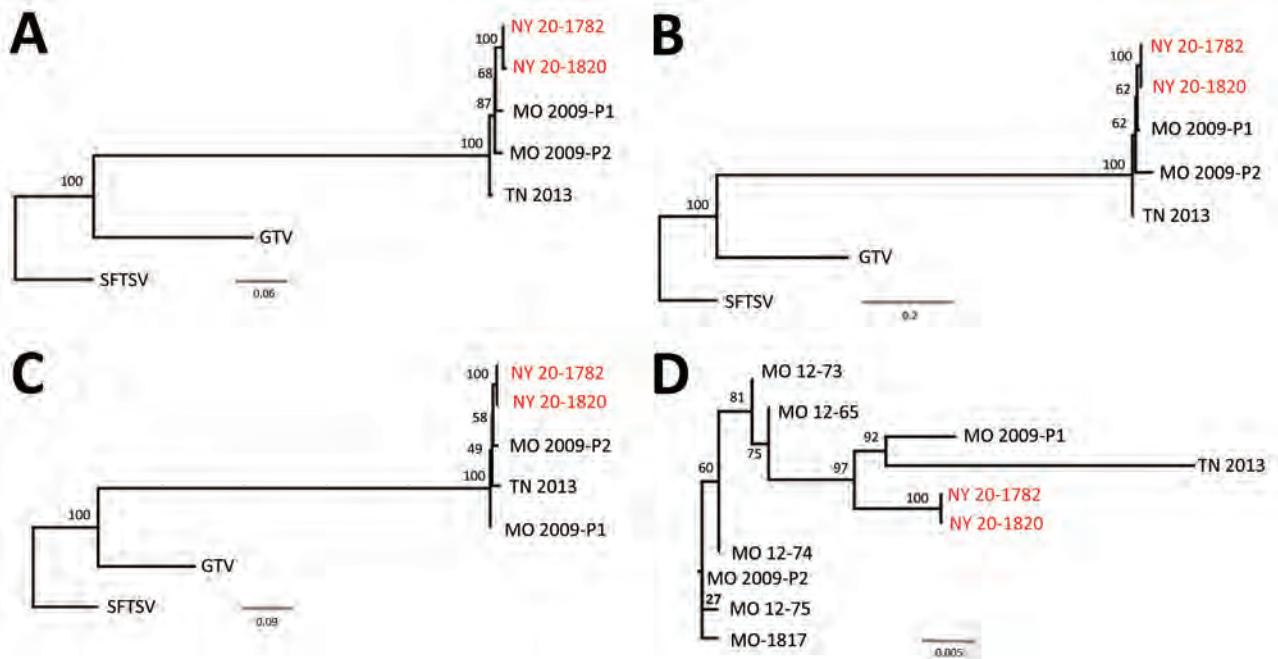 A
100
NY 20-1782
NY 20-1820
68
87
MO 2009-P1
100
MO 2009-P2
TN 2013
100
GTV
SFTSV
0.06
B
100
NY 20-1782
NY 20-1820
62
62
MO 2009-P1
100
MO 2009-P2
TN 2013
100
GTV
SFTSV
0.2
C
100
NY 20-1782
NY 20-1820
58
MO 2009-P2
49
100
TN 2013
MO 2009-P1
100
GTV
SFTSV
0.09
D
MO 12-73
81
MO 12-65
75
92
MO 2009-P1
97
TN 2013
60
100
NY 20-1782
NY 20-1820
MO 12-74
MO 2009-P2
27
MO 12-75
MO-1817
0.005